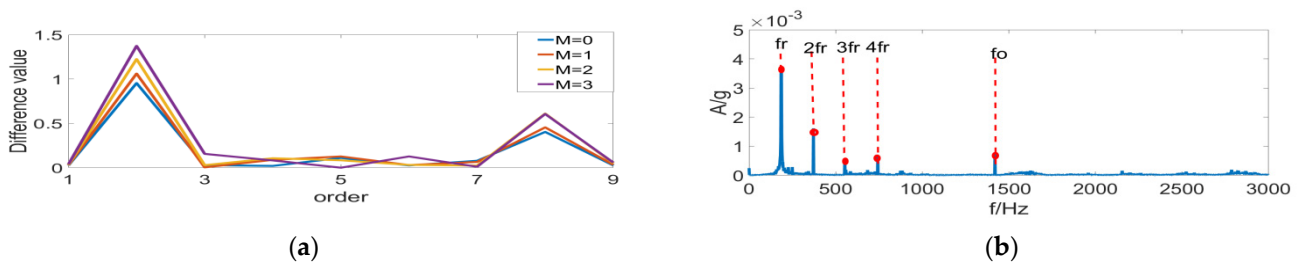 Difference value
1.5
1
0.5
0
1
3
5
7
9
order
M=0
M=1
M=2
M=3
(a)
×10⁻³
A/g
5
4
3
2
1
0
fr
2fr
3fr
4fr
fo
0
500
1000
1500
2000
2500
3000
f/Hz
(b)